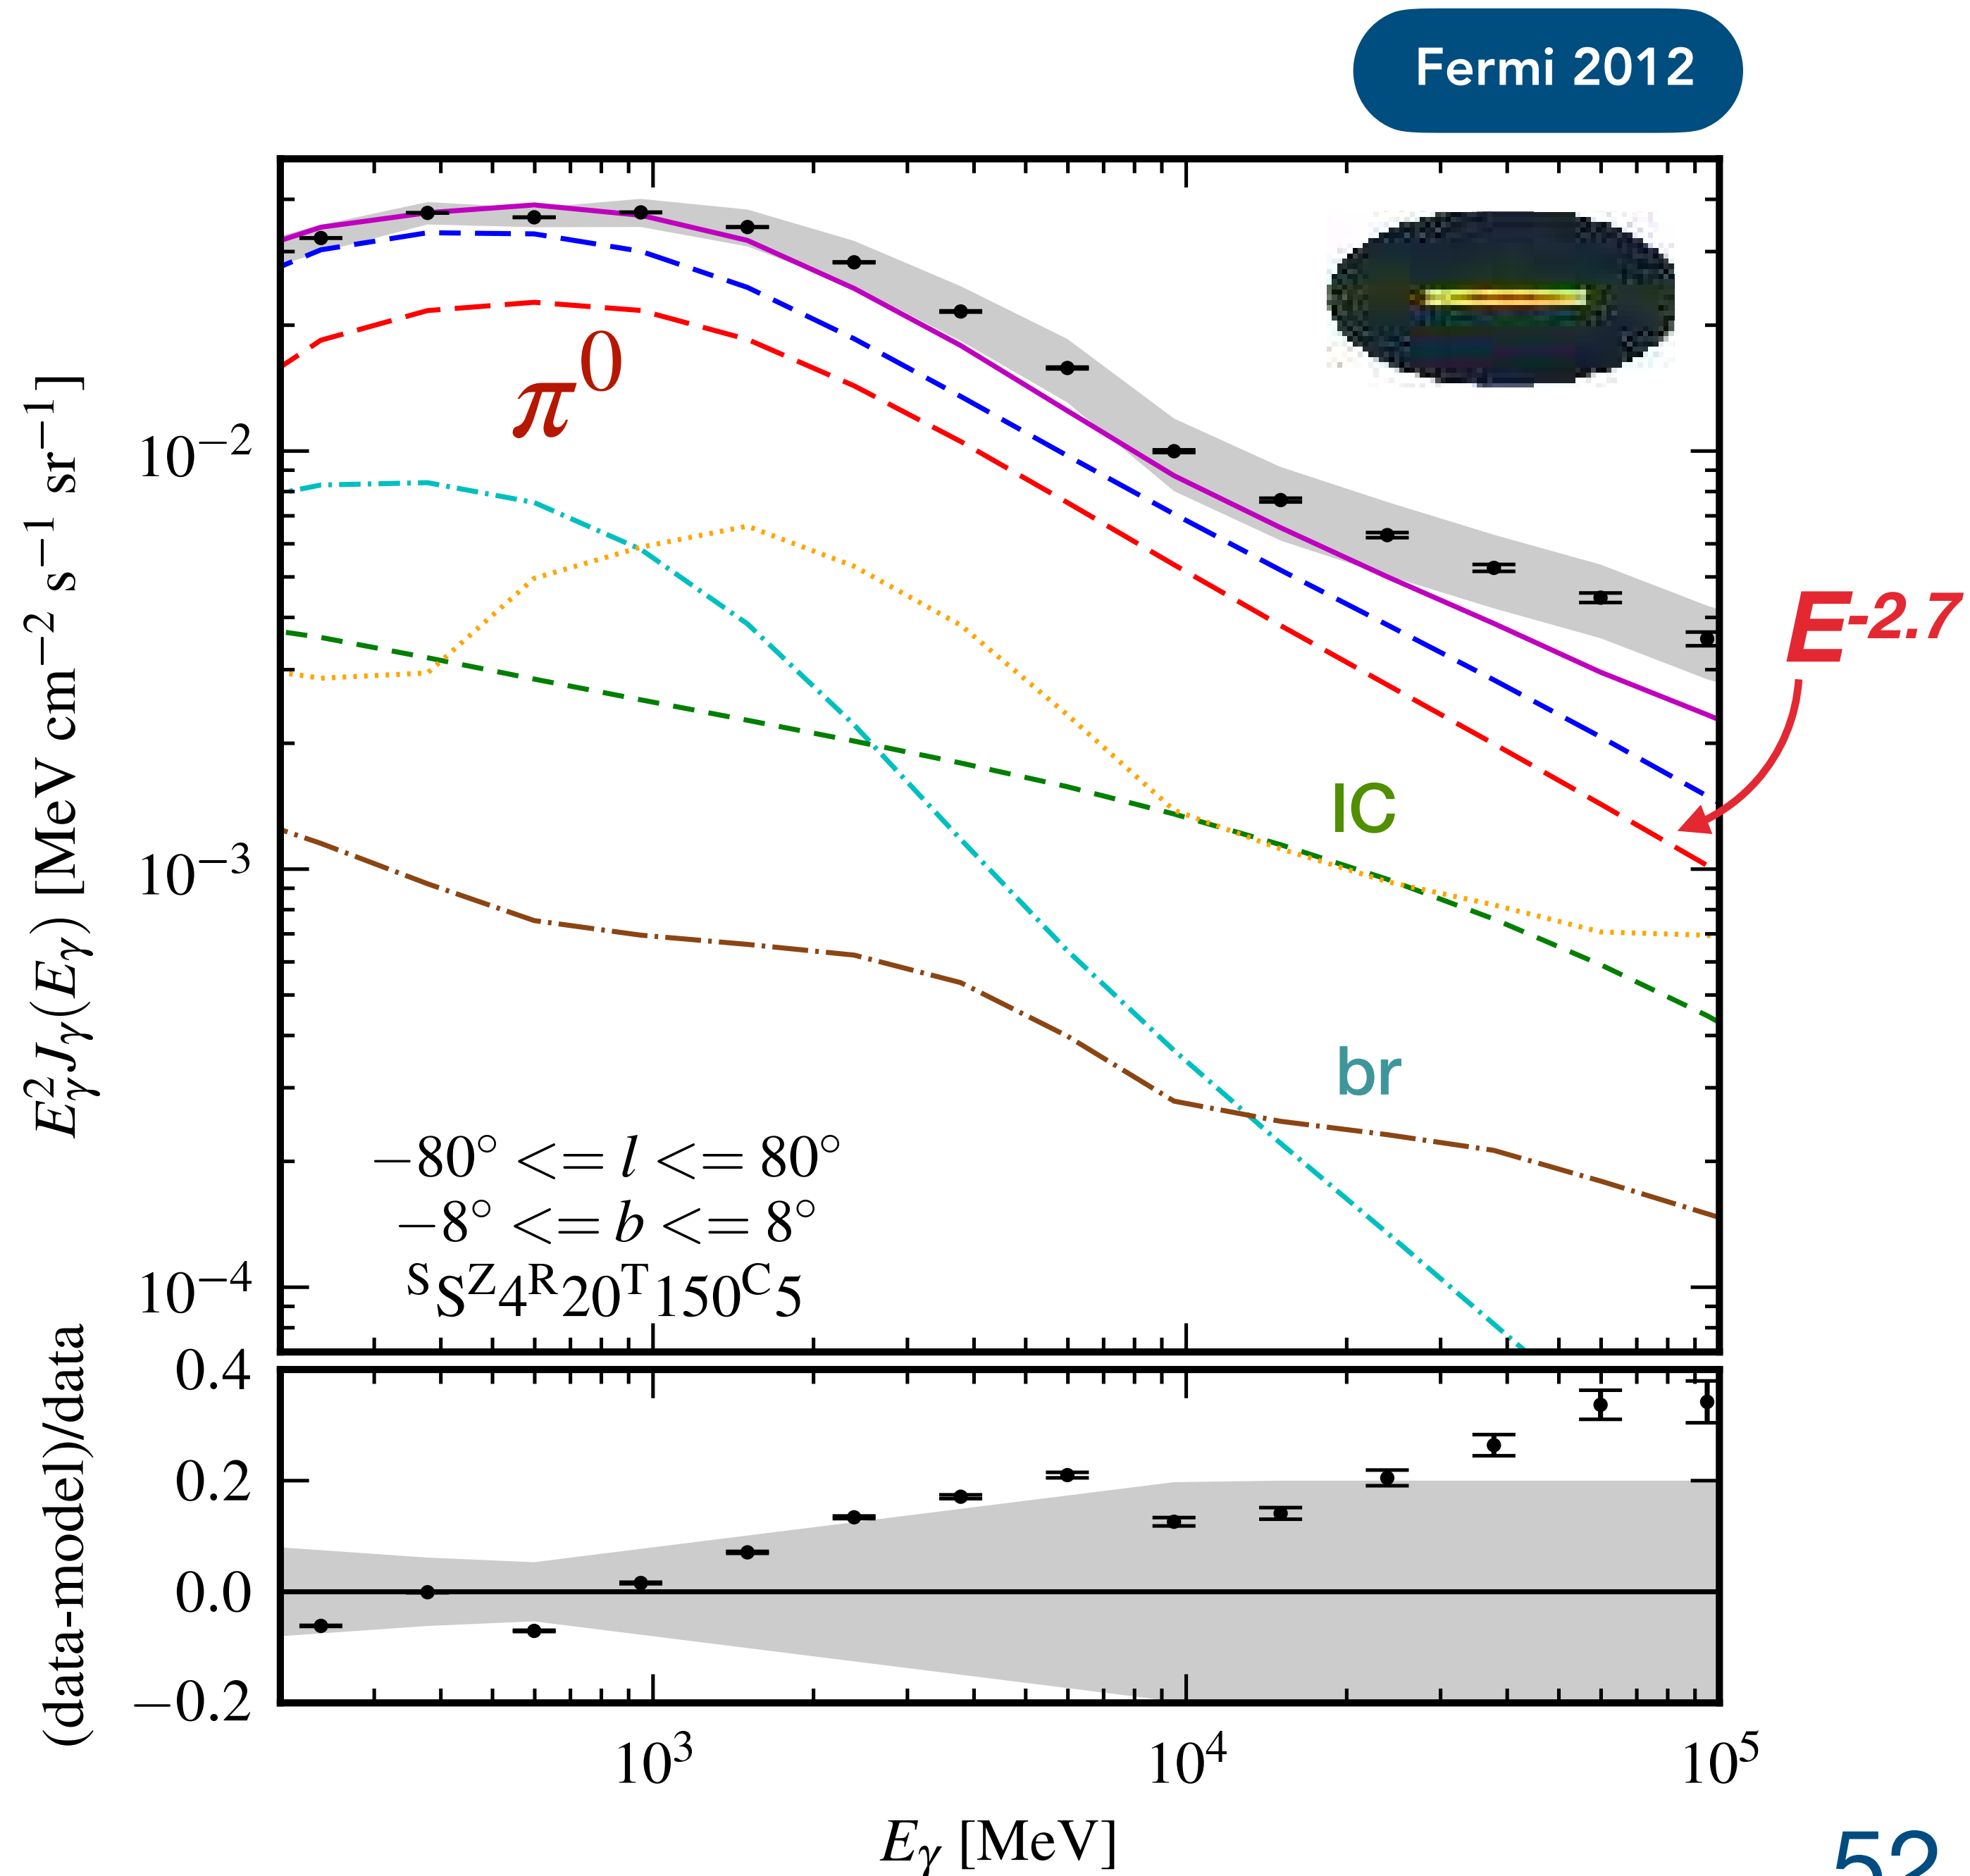 Fermi 2012
E²γJγ(Eγ) [MeV cm⁻² s⁻¹ sr⁻¹]
10⁻²
10⁻³
10⁻⁴
π⁰
E⁻²·⁷
IC
br
−80° <= l <= 80°
−8° <= b <= 8°
ˢSᶻ4ᴿ20ᵀ150ꟲ5
(data-model)/data
0.4
0.2
0.0
−0.2
10³ 10⁴ 10⁵
Eγ [MeV]
52